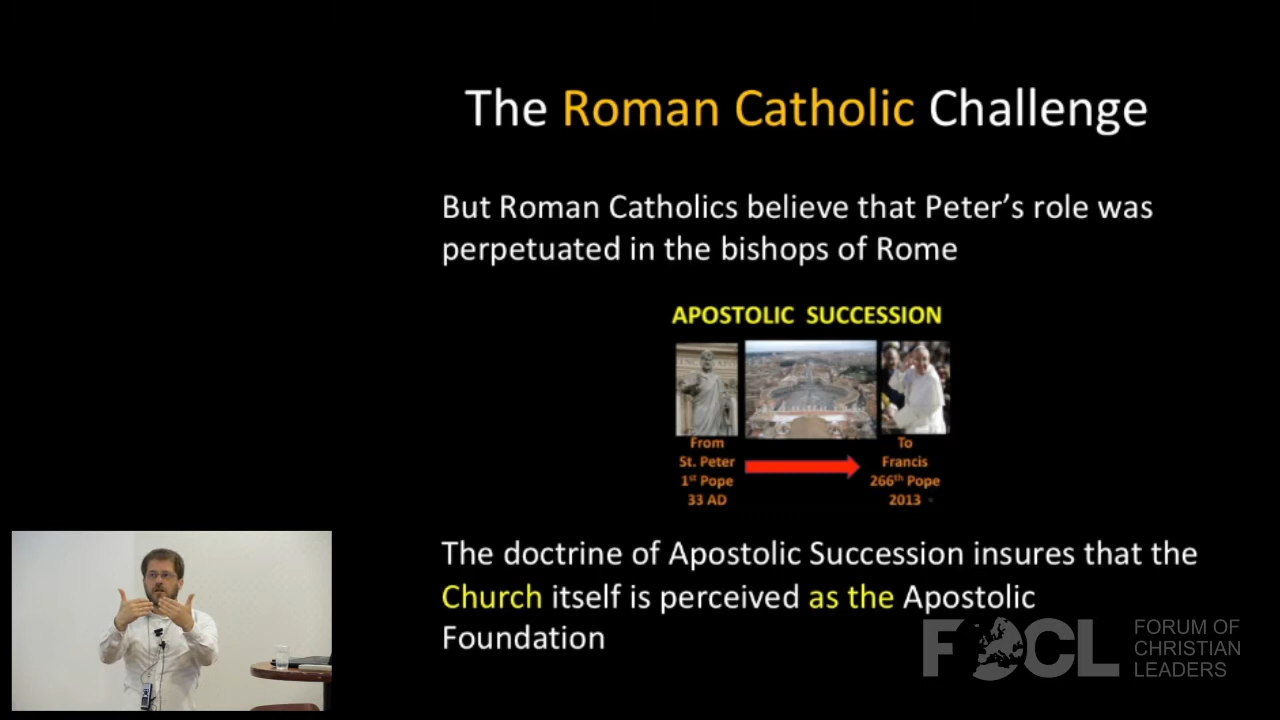 The Roman Catholic Challenge
But Roman Catholics believe that Peter's role was
perpetuated in the bishops of Rome
APOSTOLIC SUCCESSION
From
St. Peter
1st Pope
33 AD
To
Francis
266th Pope
2013
The doctrine of Apostolic Succession insures that the
Church itself is perceived as the Apostolic
Foundation
FOCL
FORUM OF
CHRISTIAN
LEADERS